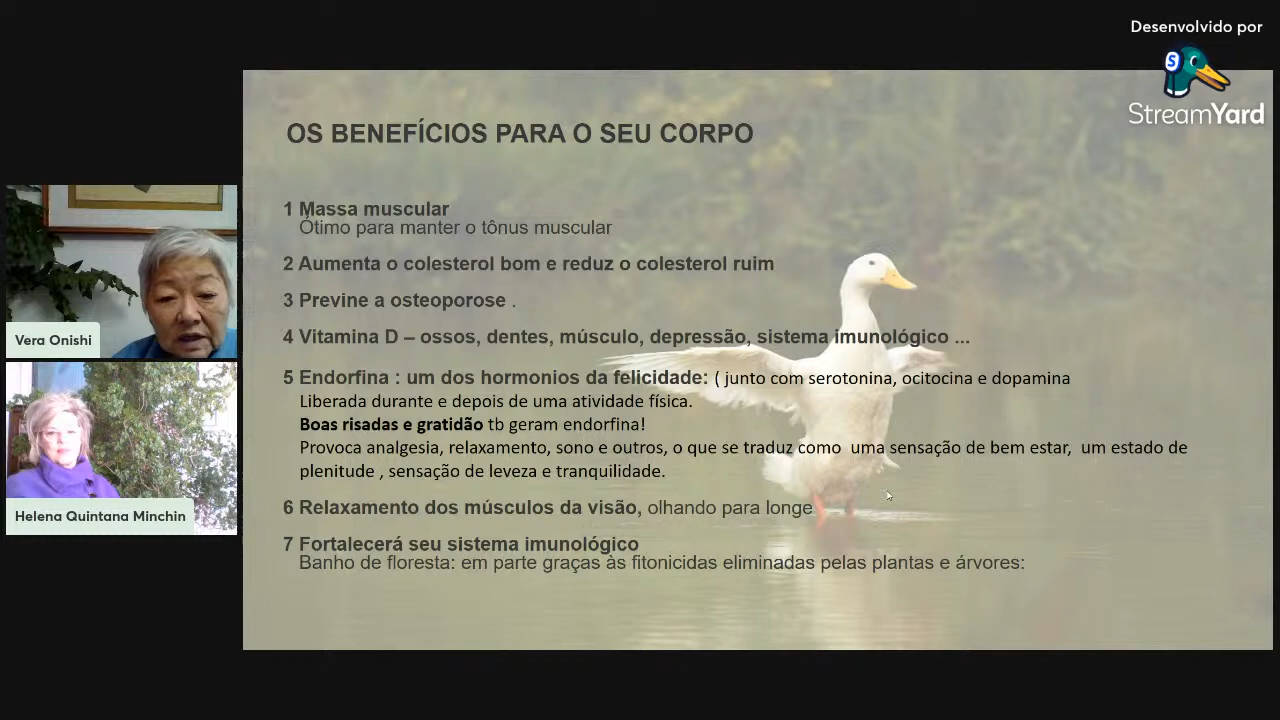 Desenvolvido por
S
StreamYard
OS BENEFÍCIOS PARA O SEU CORPO
1 Massa muscular
Ótimo para manter o tônus muscular
2 Aumenta o colesterol bom e reduz o colesterol ruim
3 Previne a osteoporose .
4 Vitamina D – ossos, dentes, músculo, depressão, sistema imunológico ...
5 Endorfina : um dos hormonios da felicidade: ( junto com serotonina, ocitocina e dopamina
Liberada durante e depois de uma atividade física.
Boas risadas e gratidão tb geram endorfina!
Provoca analgesia, relaxamento, sono e outros, o que se traduz como uma sensação de bem estar, um estado de
plenitude , sensação de leveza e tranquilidade.
6 Relaxamento dos músculos da visão, olhando para longe
7 Fortalecerá seu sistema imunológico
Banho de floresta: em parte graças às fitonicidas eliminadas pelas plantas e árvores:
Vera Onishi
Helena Quintana Minchin